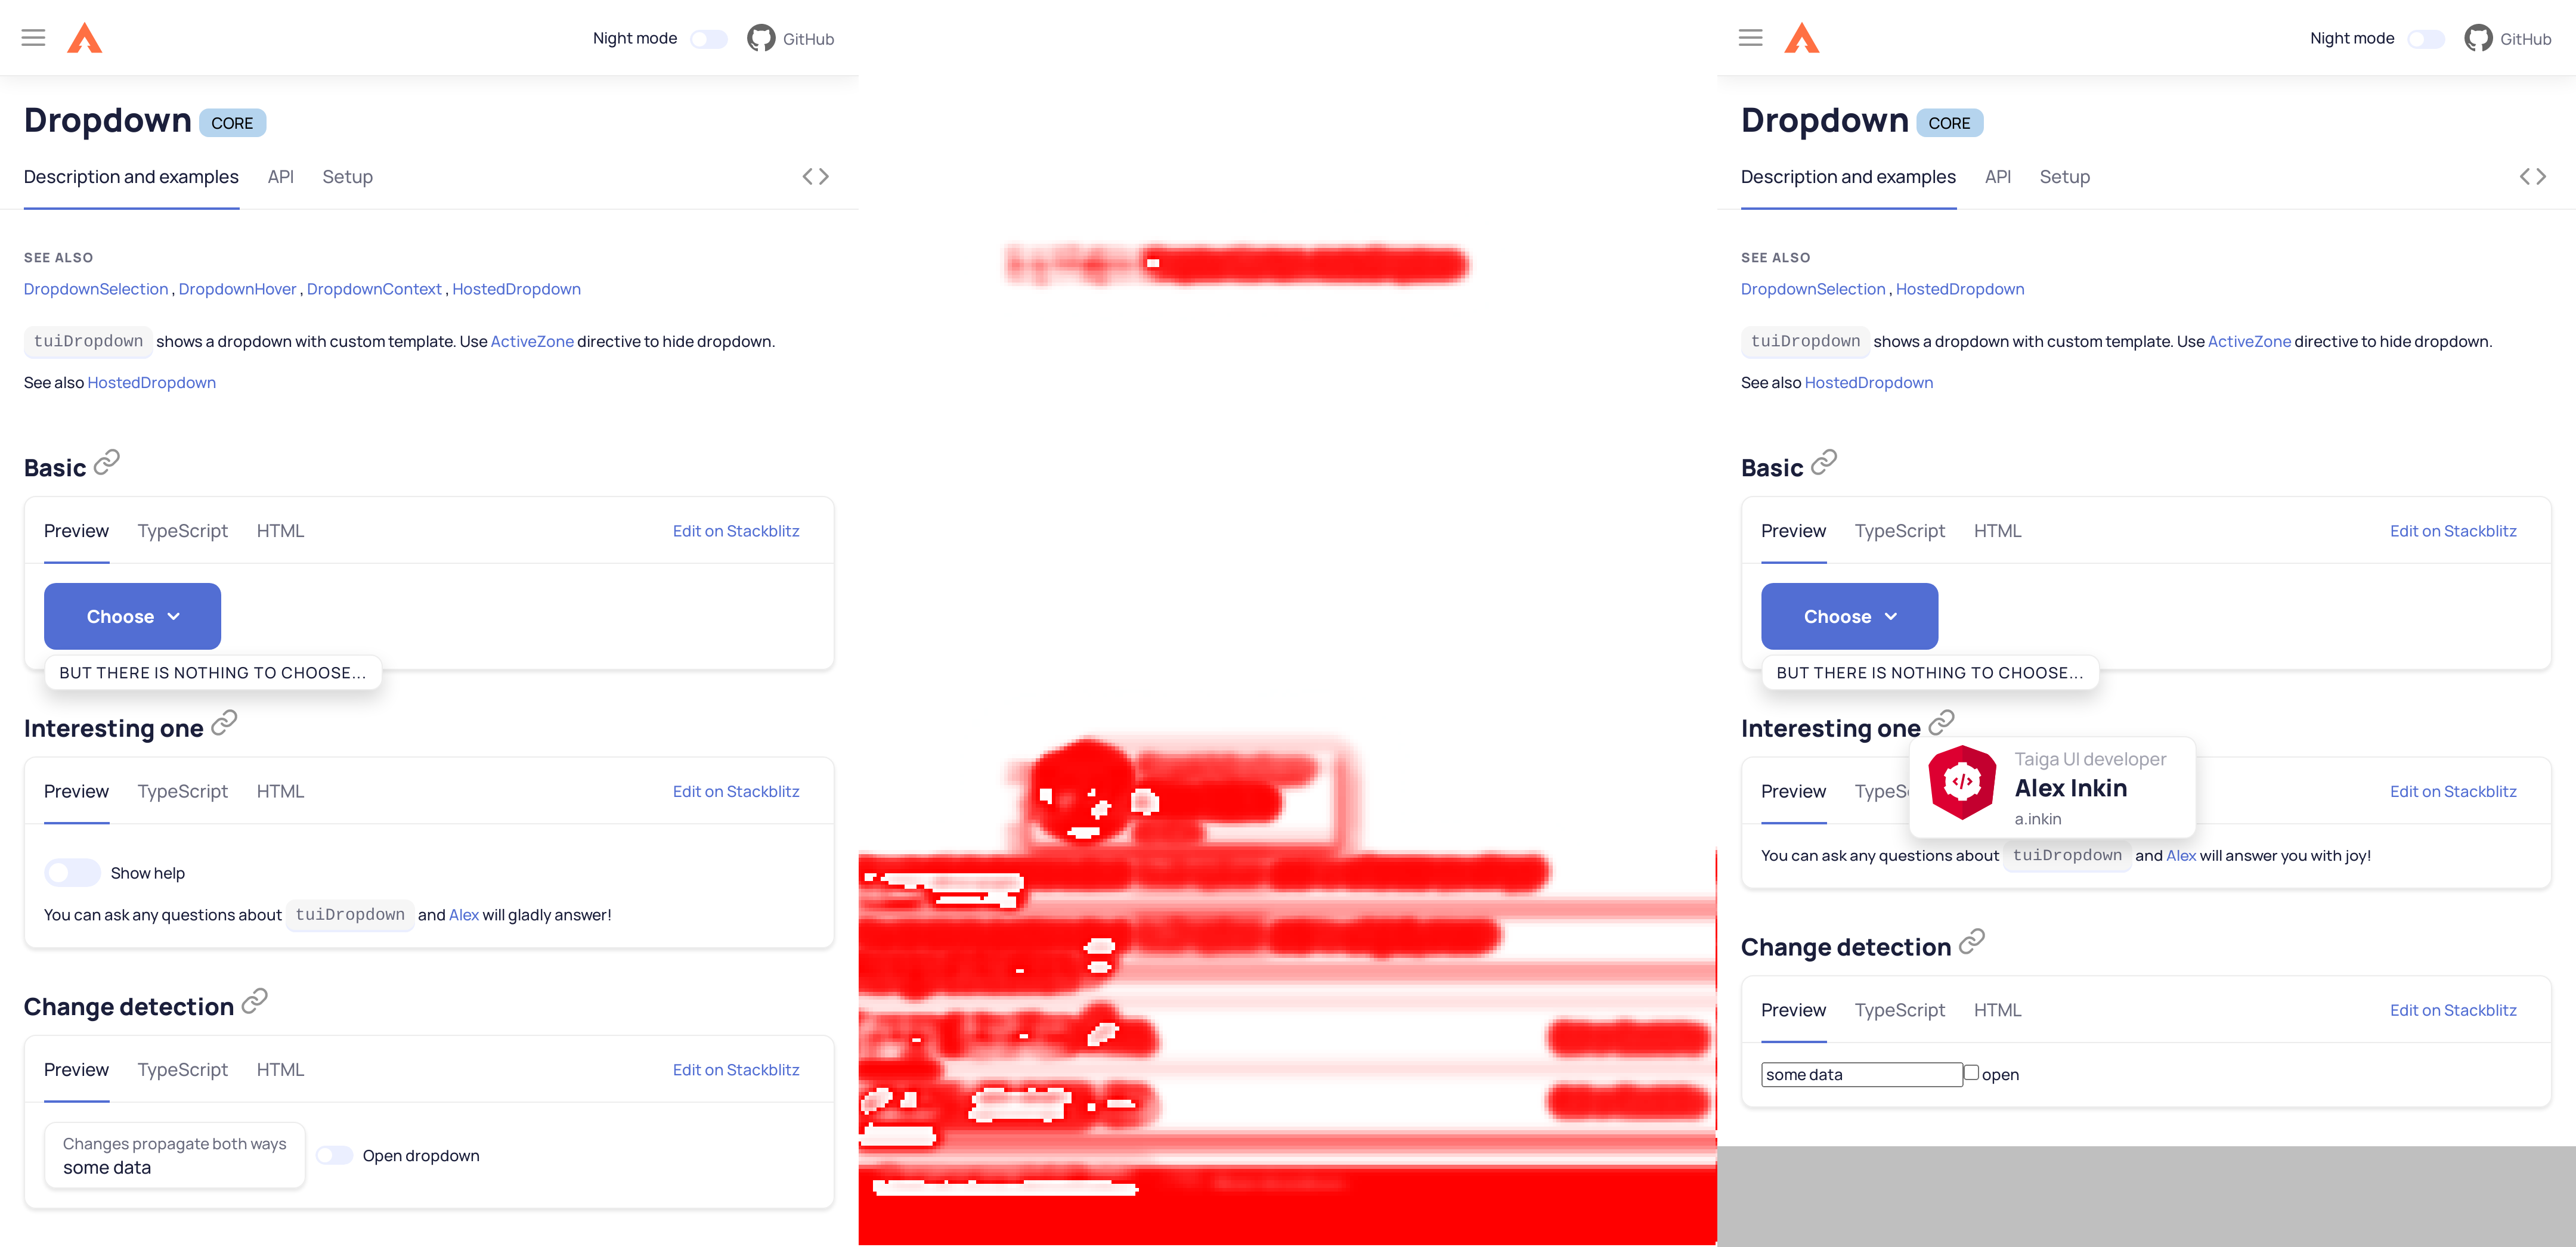 Night mode GitHub
Dropdown CORE
Description and examples API Setup
SEE ALSO
DropdownSelection , DropdownHover , DropdownContext , HostedDropdown
tuiDropdown shows a dropdown with custom template. Use ActiveZone directive to hide dropdown.
See also HostedDropdown
Basic
Preview TypeScript HTML Edit on Stackblitz
Choose
BUT THERE IS NOTHING TO CHOOSE...
Interesting one
Preview TypeScript HTML Edit on Stackblitz
Show help
You can ask any questions about tuiDropdown and Alex will gladly answer!
Change detection
Preview TypeScript HTML Edit on Stackblitz
Changes propagate both ways
some data
Open dropdown
Night mode GitHub
Dropdown CORE
Description and examples API Setup
SEE ALSO
DropdownSelection , HostedDropdown
tuiDropdown shows a dropdown with custom template. Use ActiveZone directive to hide dropdown.
See also HostedDropdown
Basic
Preview TypeScript HTML Edit on Stackblitz
Choose
BUT THERE IS NOTHING TO CHOOSE...
Interesting one
Taiga UI developer
Alex Inkin
a.inkin
Preview TypeS Edit on Stackblitz
You can ask any questions about tuiDropdown and Alex will answer you with joy!
Change detection
Preview TypeScript HTML Edit on Stackblitz
some data open